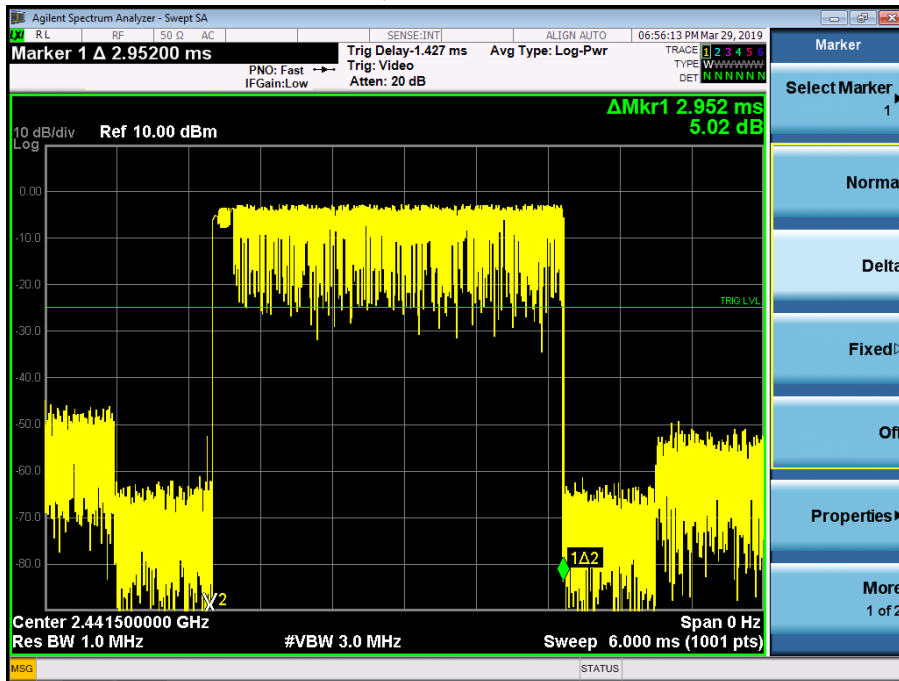 Agilent Spectrum Analyzer - Swept SA
LXI RL RF 50 Ω AC SENSE:INT ALIGN AUTO 06:56:13 PM Mar 29, 2019
Marker 1 Δ 2.95200 ms
PNO: Fast
IFGain:Low
Trig Delay-1.427 ms
Trig: Video
Atten: 20 dB
Avg Type: Log-Pwr
TRACE 1 2 3 4 5 6
TYPE WWWWWW
DET N N N N N N
ΔMkr1 2.952 ms
5.02 dB
10 dB/div Ref 10.00 dBm
Log
0.00
-10.0
-20.0
TRIG LVL
-30.0
-40.0
-50.0
-60.0
-70.0
-80.0
1Δ2
2
Center 2.441500000 GHz Span 0 Hz
Res BW 1.0 MHz #VBW 3.0 MHz Sweep 6.000 ms (1001 pts)
MSG STATUS
Marker
Select Marker
1
Norma
Delta
Fixed
Off
Properties
More
1 of 2